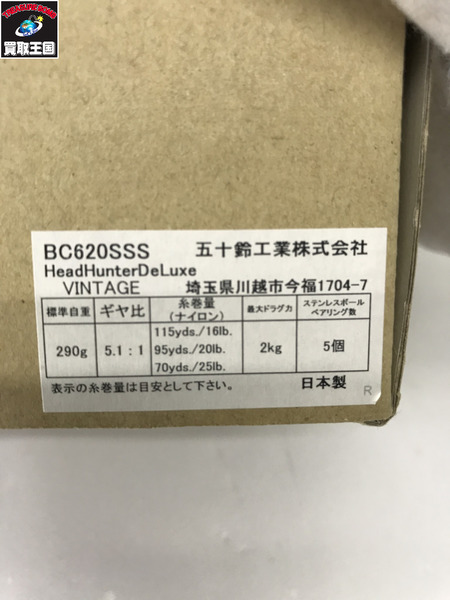 買取王国
BC620SSS 五十鈴工業株式会社
HeadHunterDeLuxe
VINTAGE 埼玉県川越市今福1704-7
標準自重 ギヤ比 糸巻量(ナイロン) 最大ドラグ力 ステンレスボールベアリング数
290g 5.1:1 115yds./16lb. 2kg 5個
95yds./20lb.
70yds./25lb.
表示の糸巻量は目安として下さい。 日本製 R